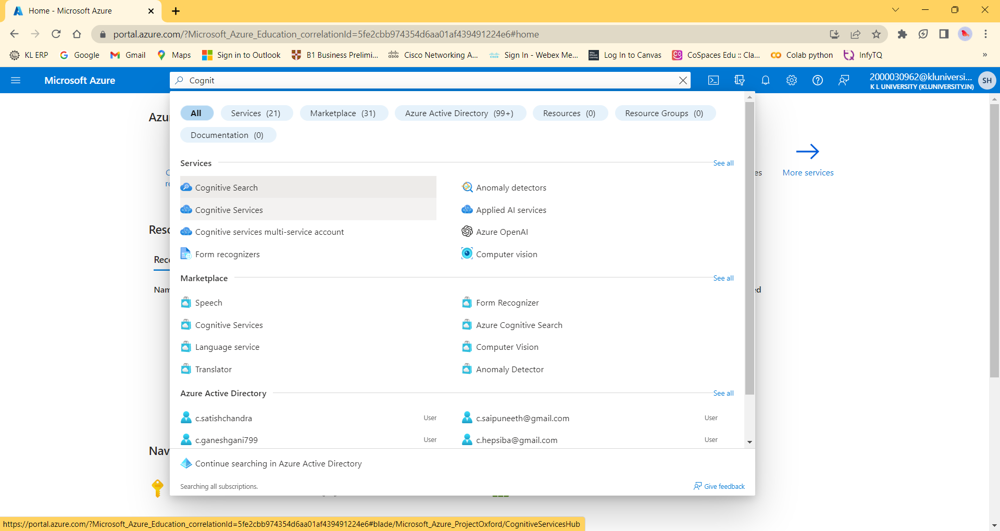 Home - Microsoft Azure
portal.azure.com/?Microsoft_Azure_Education_correlationId=5fe2cbb974354d6aa01af439491224e6#home
KL ERP Google Gmail Maps Sign in to Outlook B1 Business Prelimi... Cisco Networking A... Sign In - Webex Me... Log In to Canvas CoSpaces Edu :: Cla... Colab python InfyTQ »
Microsoft Azure Cognit 2000030962@kluniversi... SH
K L UNIVERSITY (KLUNIVERSITY.IN)
All Services (21) Marketplace (31) Azure Active Directory (99+) Resources (0) Resource Groups (0)
Documentation (0)
Azu
Services See all
More services
es
C
re
Cognitive Search Anomaly detectors
Cognitive Services Applied AI services
Cognitive services multi-service account Azure OpenAI
Form recognizers Computer vision
Reso
Rece
Marketplace See all
Nam ed
Speech Form Recognizer
Cognitive Services Azure Cognitive Search
Language service Computer Vision
Translator Anomaly Detector
Azure Active Directory See all
c.satishchandra User c.saipuneeth@gmail.com User
c.ganeshgani799 User c.hepsiba@gmail.com User
Nav
Continue searching in Azure Active Directory
Searching all subscriptions. Give feedback
https://portal.azure.com/?Microsoft_Azure_Education_correlationId=5fe2cbb974354d6aa01af439491224e6#blade/Microsoft_Azure_ProjectOxford/CognitiveServicesHub